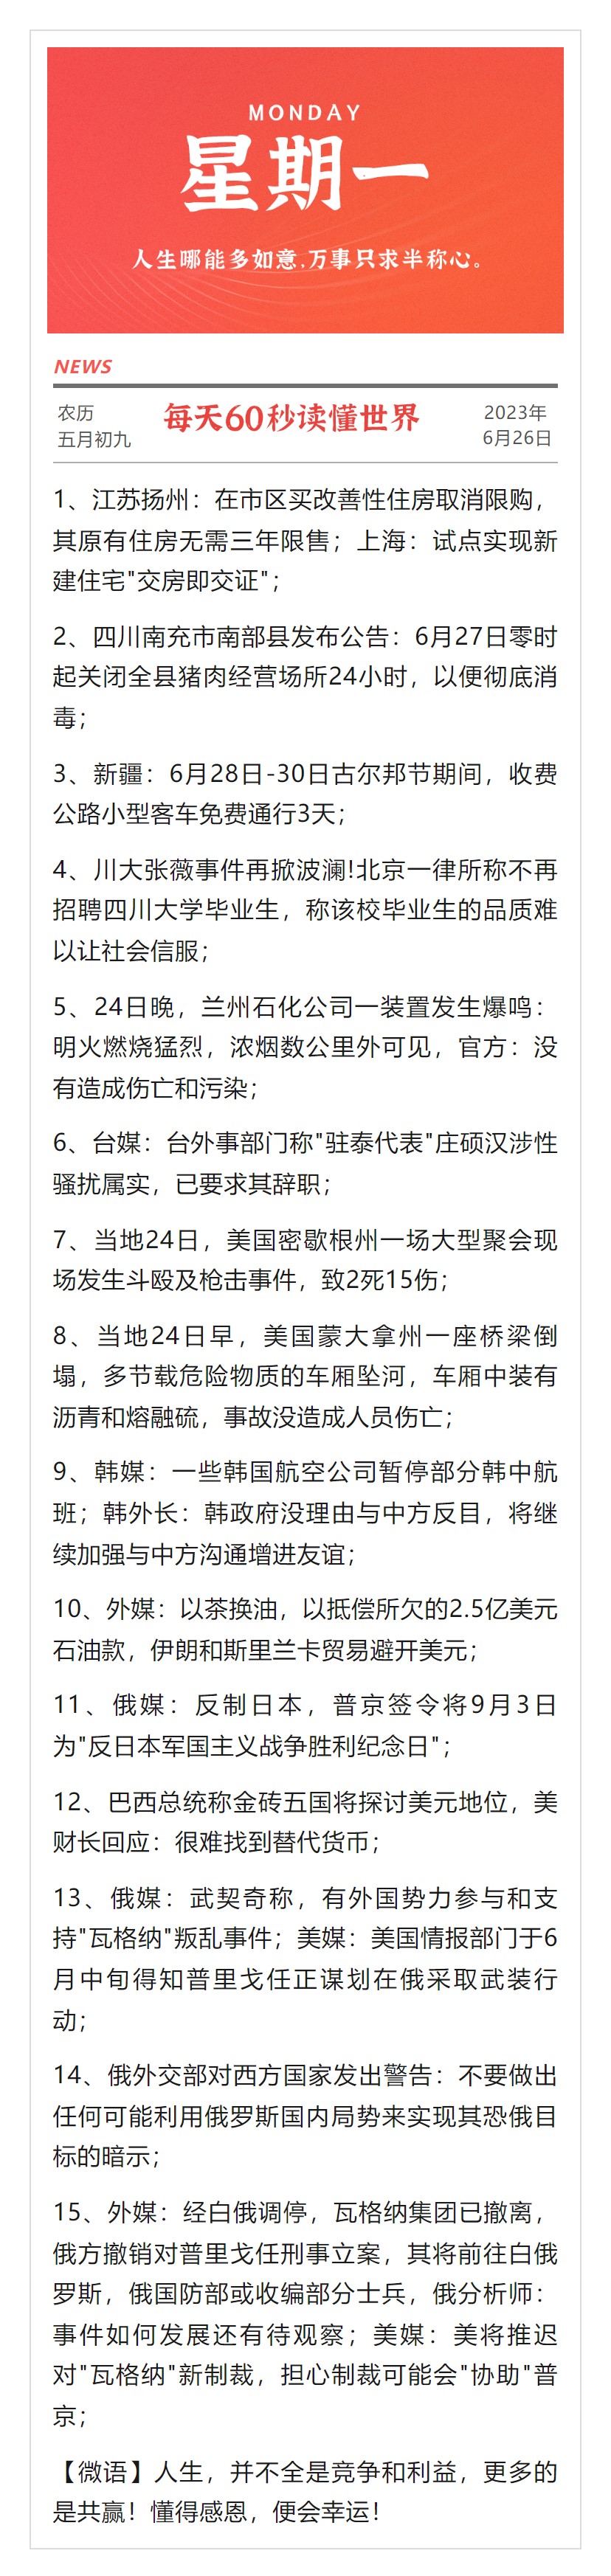 MONDAY
星期一
人生哪能多如意,万事只求半称心。
NEWS
农历
五月初九
每天60秒读懂世界
2023年
6月26日
1、江苏扬州：在市区买改善性住房取消限购，
其原有住房无需三年限售；上海：试点实现新
建住宅"交房即交证"；
2、四川南充市南部县发布公告：6月27日零时
起关闭全县猪肉经营场所24小时，以便彻底消
毒；
3、新疆：6月28日-30日古尔邦节期间，收费
公路小型客车免费通行3天；
4、川大张薇事件再掀波澜!北京一律所称不再
招聘四川大学毕业生，称该校毕业生的品质难
以让社会信服；
5、24日晚，兰州石化公司一装置发生爆鸣：
明火燃烧猛烈，浓烟数公里外可见，官方：没
有造成伤亡和污染；
6、台媒：台外事部门称"驻泰代表"庄硕汉涉性
骚扰属实，已要求其辞职；
7、当地24日，美国密歇根州一场大型聚会现
场发生斗殴及枪击事件，致2死15伤；
8、当地24日早，美国蒙大拿州一座桥梁倒
塌，多节载危险物质的车厢坠河，车厢中装有
沥青和熔融硫，事故没造成人员伤亡；
9、韩媒：一些韩国航空公司暂停部分韩中航
班；韩外长：韩政府没理由与中方反目，将继
续加强与中方沟通增进友谊；
10、外媒：以茶换油，以抵偿所欠的2.5亿美元
石油款，伊朗和斯里兰卡贸易避开美元；
11、俄媒：反制日本，普京签令将9月3日
为"反日本军国主义战争胜利纪念日"；
12、巴西总统称金砖五国将探讨美元地位，美
财长回应：很难找到替代货币；
13、俄媒：武契奇称，有外国势力参与和支
持"瓦格纳"叛乱事件；美媒：美国情报部门于6
月中旬得知普里戈任正谋划在俄采取武装行
动；
14、俄外交部对西方国家发出警告：不要做出
任何可能利用俄罗斯国内局势来实现其恐俄目
标的暗示；
15、外媒：经白俄调停，瓦格纳集团已撤离，
俄方撤销对普里戈任刑事立案，其将前往白俄
罗斯，俄国防部或收编部分士兵，俄分析师：
事件如何发展还有待观察；美媒：美将推迟
对"瓦格纳"新制裁，担心制裁可能会"协助"普
京；
【微语】人生，并不全是竞争和利益，更多的
是共赢！懂得感恩，便会幸运！